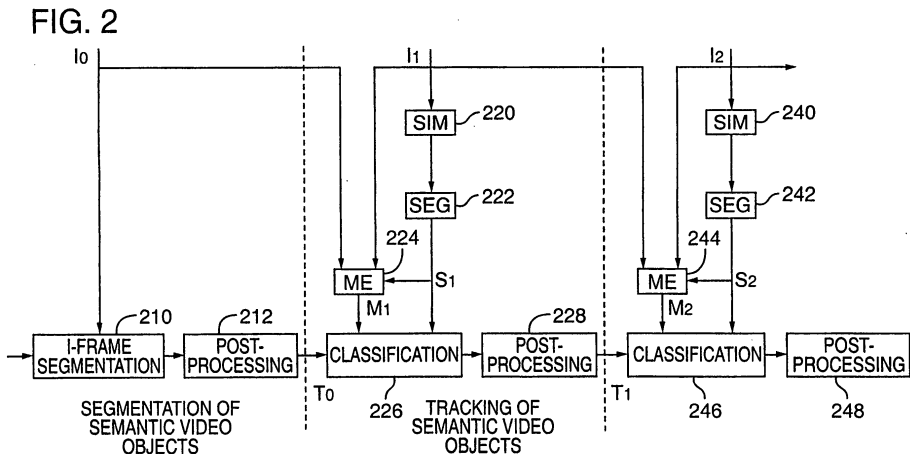 FIG. 2
I0 I1 I2
SIM 220 SIM 240
SEG 222 SEG 242
224 244
ME S1 ME S2
M1 M2
210 212 228
I-FRAME SEGMENTATION
POST-PROCESSING
CLASSIFICATION
POST-PROCESSING
CLASSIFICATION
POST-PROCESSING
T0 226 T1 246 248
SEGMENTATION OF
SEMANTIC VIDEO
OBJECTS
TRACKING OF
SEMANTIC VIDEO
OBJECTS